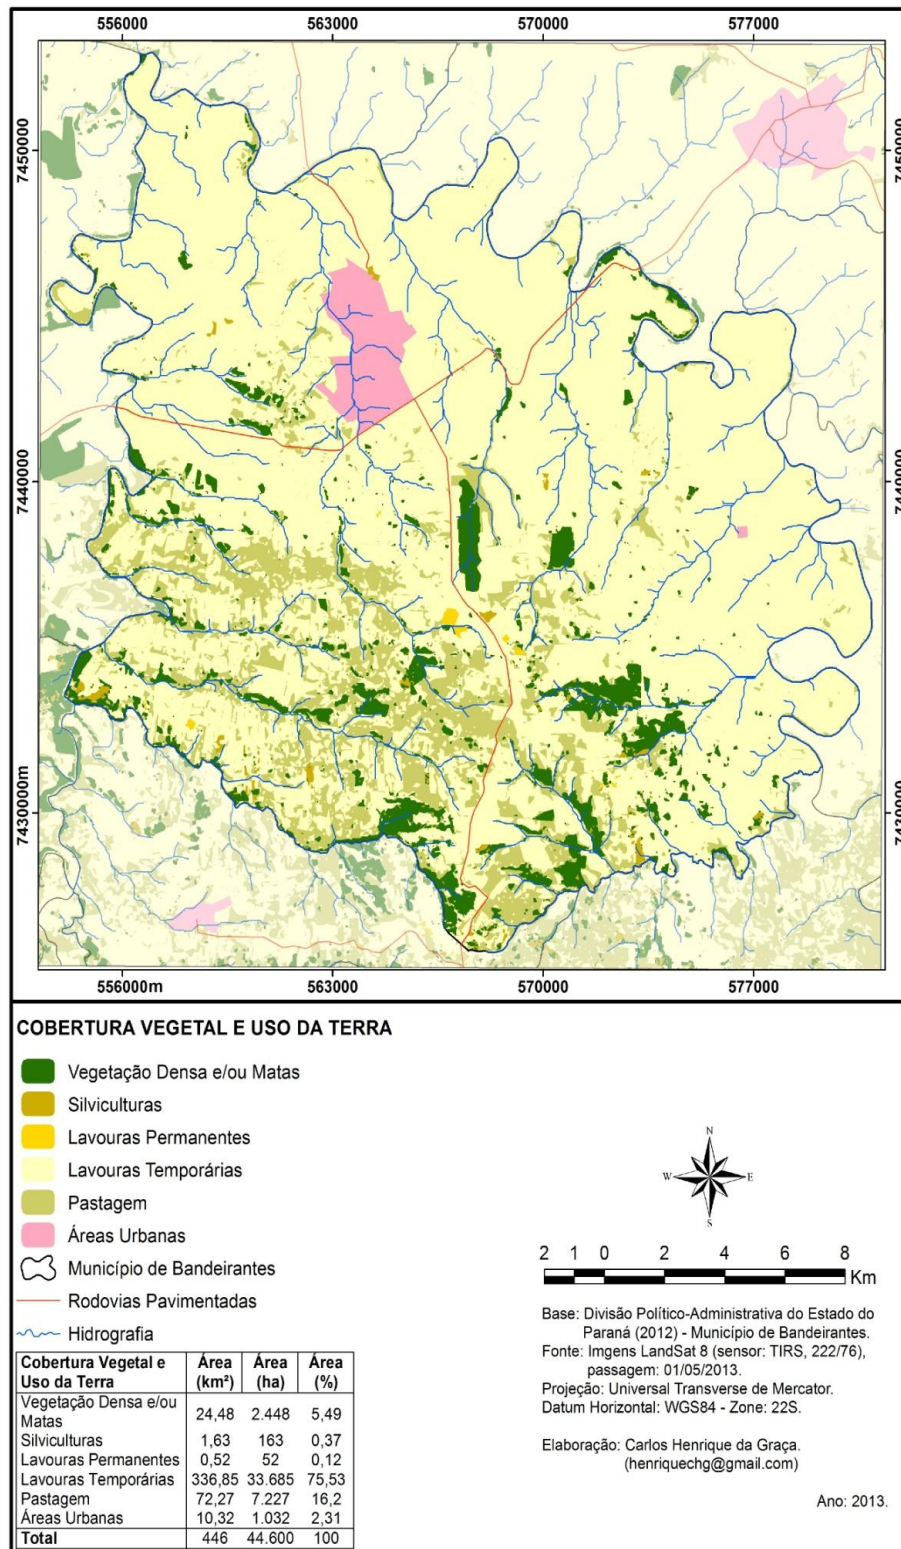 556000 563000 570000 577000
7450000 7450000
7440000 7440000
7430000m 7430000
556000m 563000 570000 577000
COBERTURA VEGETAL E USO DA TERRA
Vegetação Densa e/ou Matas
Silviculturas
Lavouras Permanentes
Lavouras Temporárias
Pastagem
Áreas Urbanas
Município de Bandeirantes
Rodovias Pavimentadas
Hidrografia
Cobertura Vegetal e Uso da Terra Área (km²) Área (ha) Área (%)
Vegetação Densa e/ou Matas 24,48 2.448 5,49
Silviculturas 1,63 163 0,37
Lavouras Permanentes 0,52 52 0,12
Lavouras Temporárias 336,85 33.685 75,53
Pastagem 72,27 7.227 16,2
Áreas Urbanas 10,32 1.032 2,31
Total 446 44.600 100
N
W E
S
2 1 0 2 4 6 8
Km
Base: Divisão Político-Administrativa do Estado do
Paraná (2012) - Município de Bandeirantes.
Fonte: Imgens LandSat 8 (sensor: TIRS, 222/76),
passagem: 01/05/2013.
Projeção: Universal Transverse de Mercator.
Datum Horizontal: WGS84 - Zone: 22S.
Elaboração: Carlos Henrique da Graça.
(henriquechg@gmail.com)
Ano: 2013.